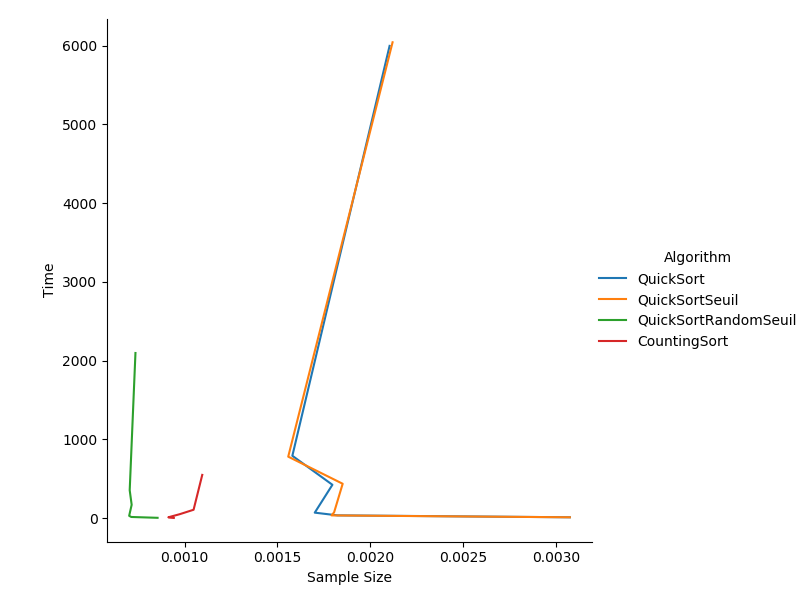 6000
5000
4000
3000
2000
1000
0
Time
0.0010
0.0015
0.0020
0.0025
0.0030
Sample Size
Algorithm
QuickSort
QuickSortSeuil
QuickSortRandomSeuil
CountingSort